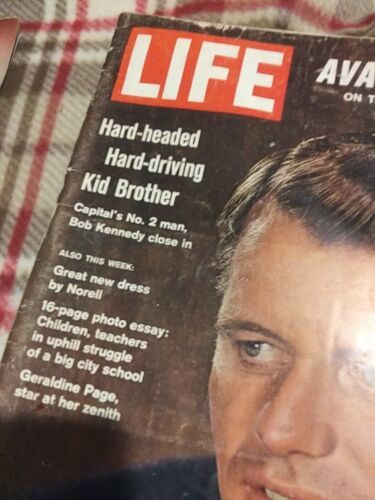 LIFE
Hard-headed
Hard-driving
Kid Brother
Capital's No. 2 man,
Bob Kennedy close in
ALSO THIS WEEK:
Great new dress
by Norell
16-page photo essay:
Children, teachers
in uphill struggle
of a big city school
Geraldine Page,
star at her zenith
AVA
ON T